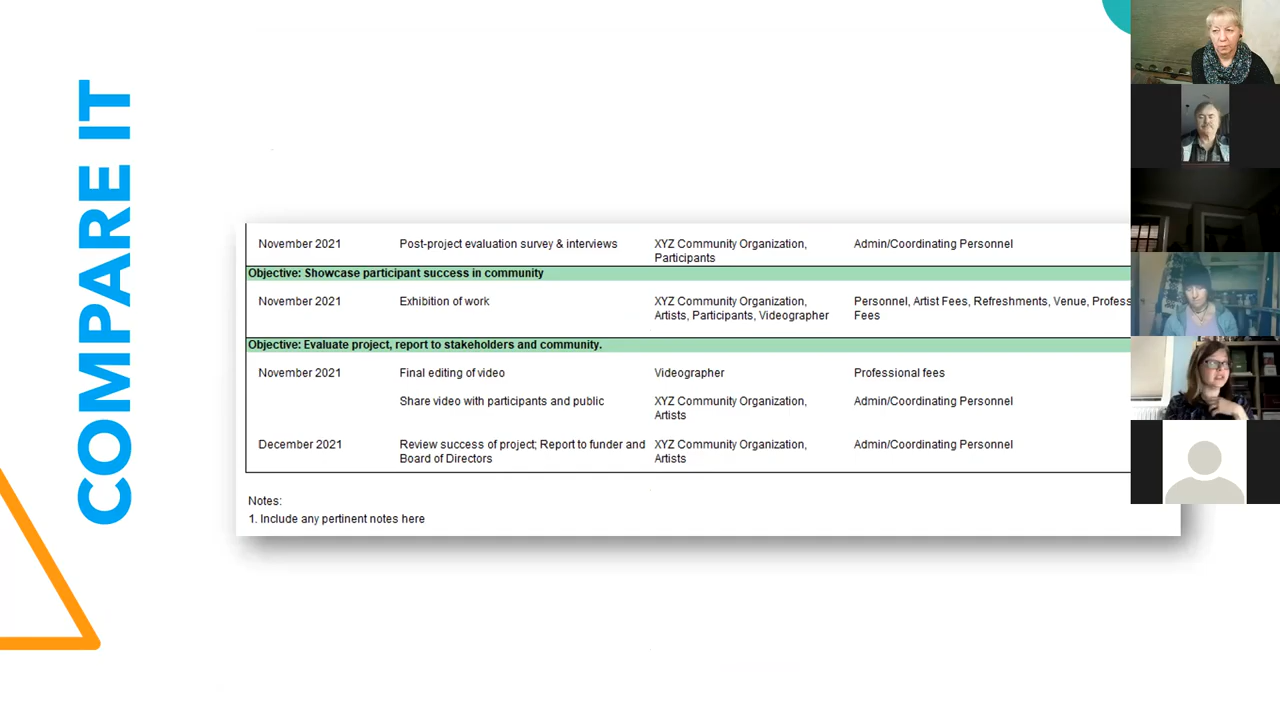 COMPARE IT
November 2021 Post-project evaluation survey & interviews XYZ Community Organization, Admin/Coordinating Personnel
Participants
Objective: Showcase participant success in community
November 2021 Exhibition of work XYZ Community Organization, Personnel, Artist Fees, Refreshments, Venue, Profess
Artists, Participants, Videographer Fees
Objective: Evaluate project, report to stakeholders and community.
November 2021 Final editing of video Videographer Professional fees
Share video with participants and public XYZ Community Organization, Admin/Coordinating Personnel
Artists
December 2021 Review success of project; Report to funder and XYZ Community Organization, Admin/Coordinating Personnel
Board of Directors Artists
Notes:
1. Include any pertinent notes here